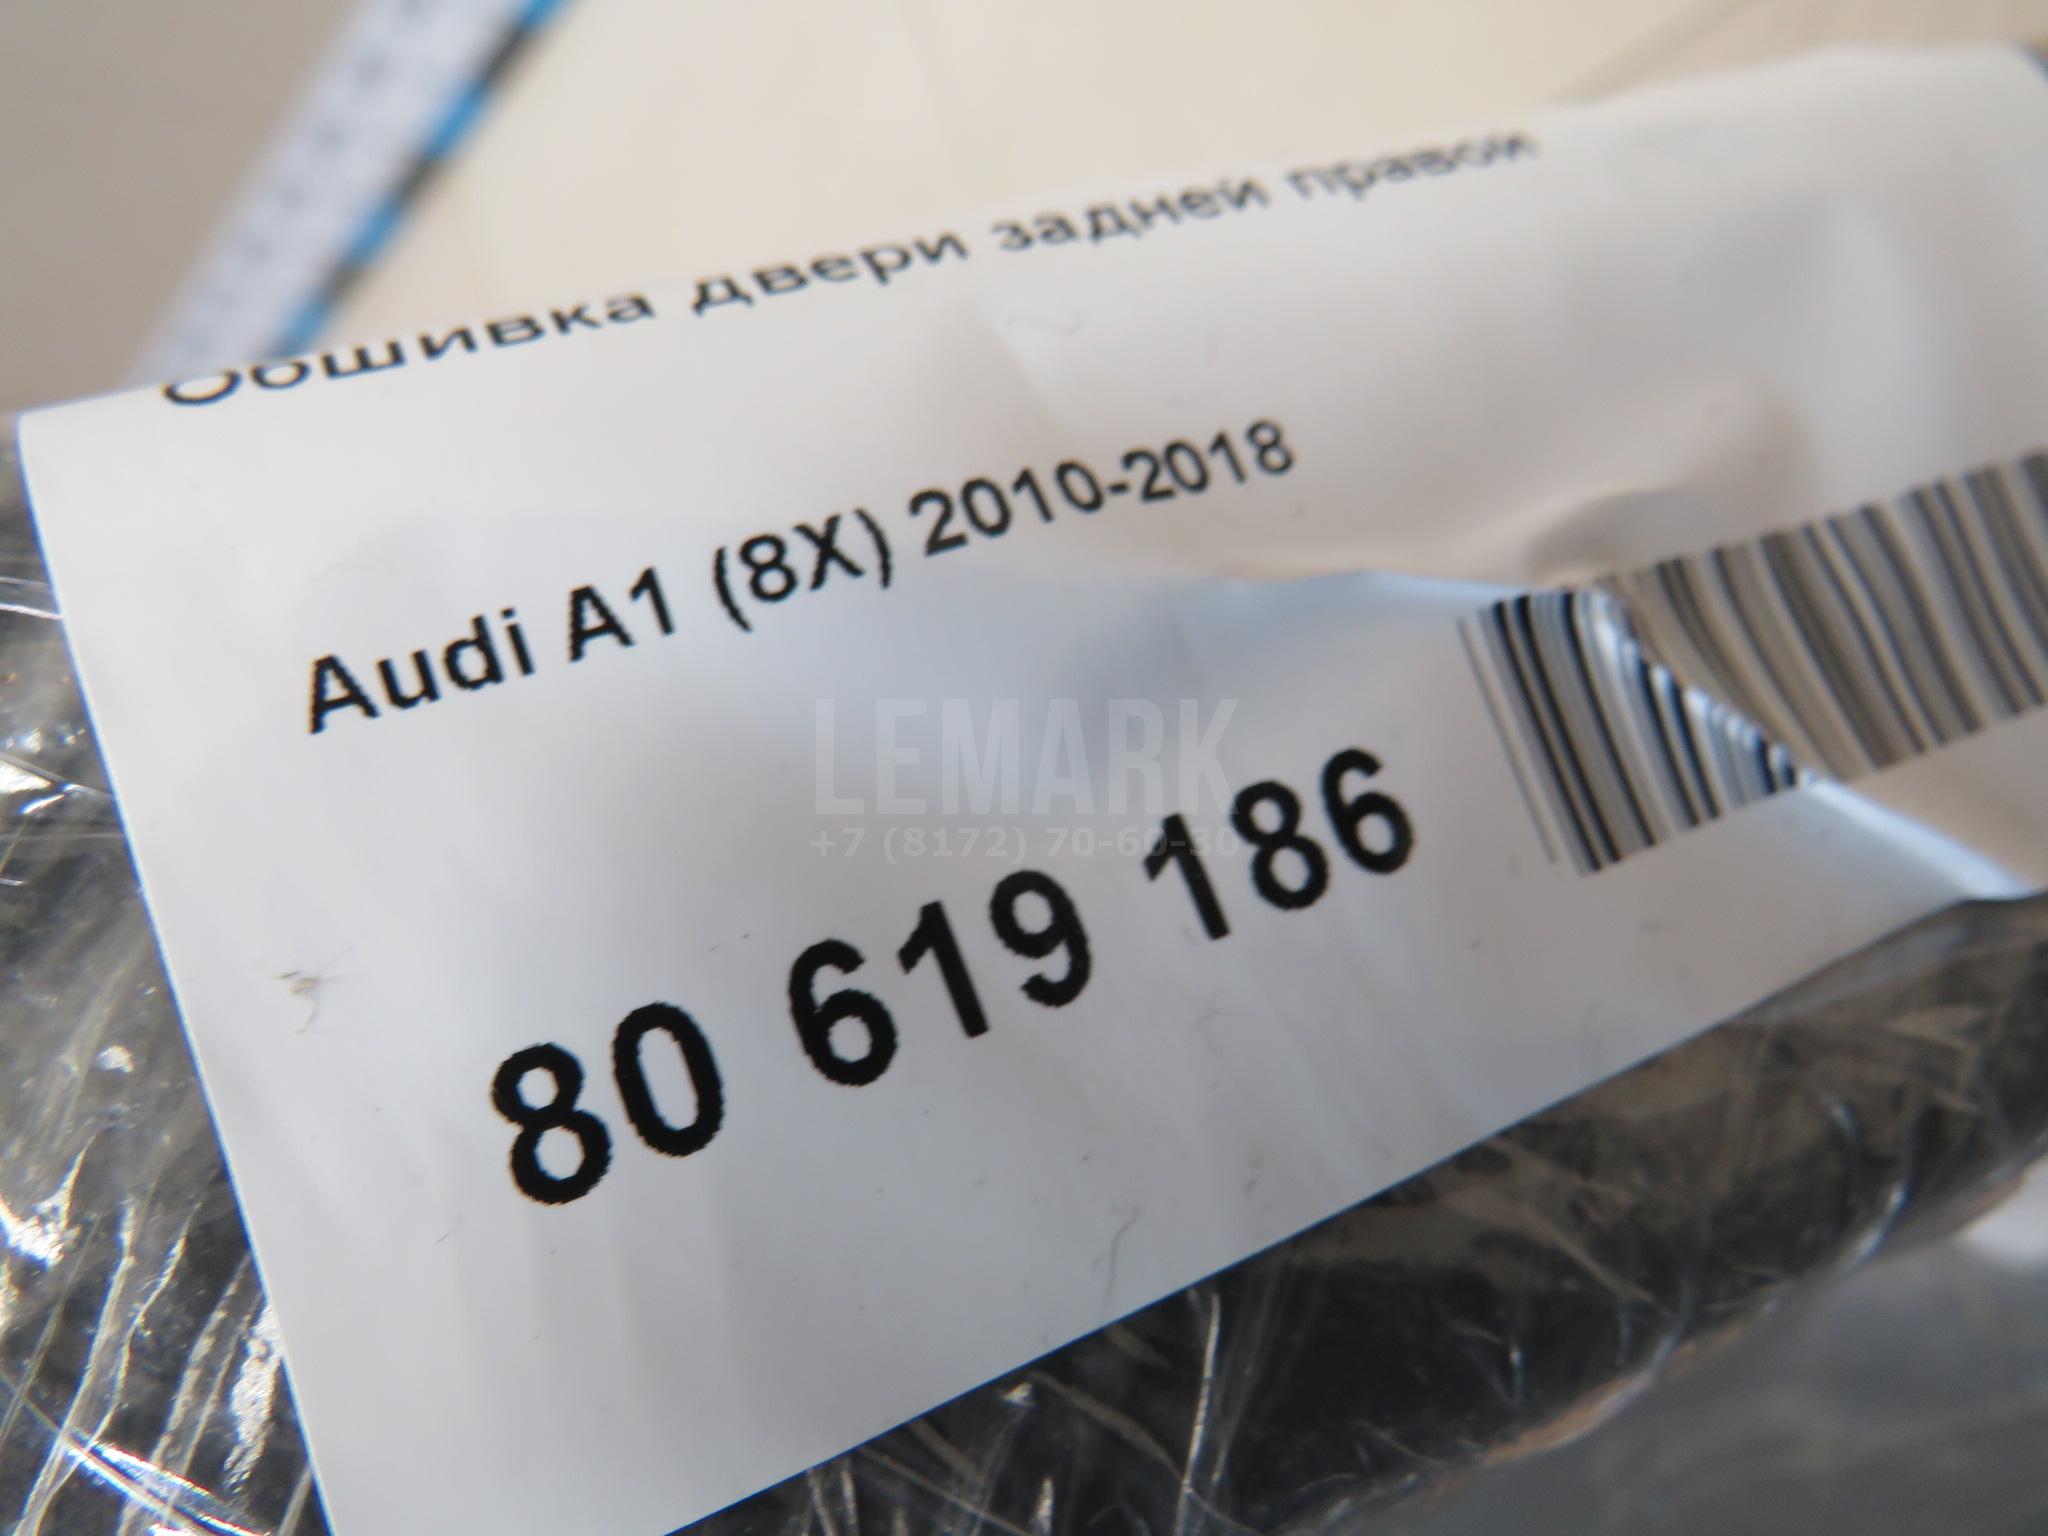 Обшивка двери задней правой
Audi A1 (8X) 2010-2018
LEMARK
+7 (8172) 70-60-30
80 619 186